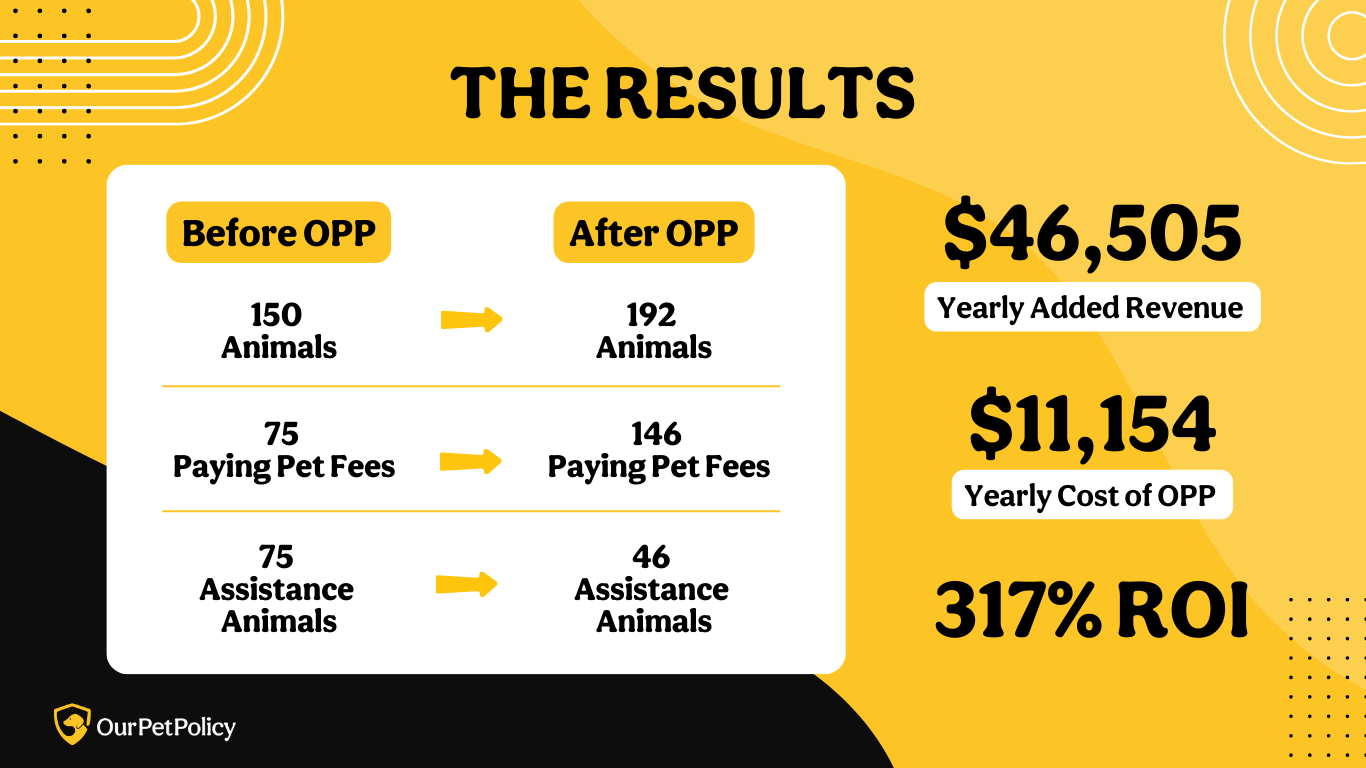 THE RESULTS
Before OPP
After OPP
150
Animals
192
Animals
75
Paying Pet Fees
146
Paying Pet Fees
75
Assistance
Animals
46
Assistance
Animals
$46,505
Yearly Added Revenue
$11,154
Yearly Cost of OPP
317% ROI
OurPetPolicy